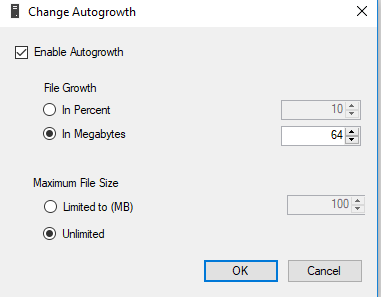 Change Autogrowth
Enable Autogrowth
File Growth
In Percent 10
In Megabytes 64
Maximum File Size
Limited to (MB) 100
Unlimited
OK Cancel